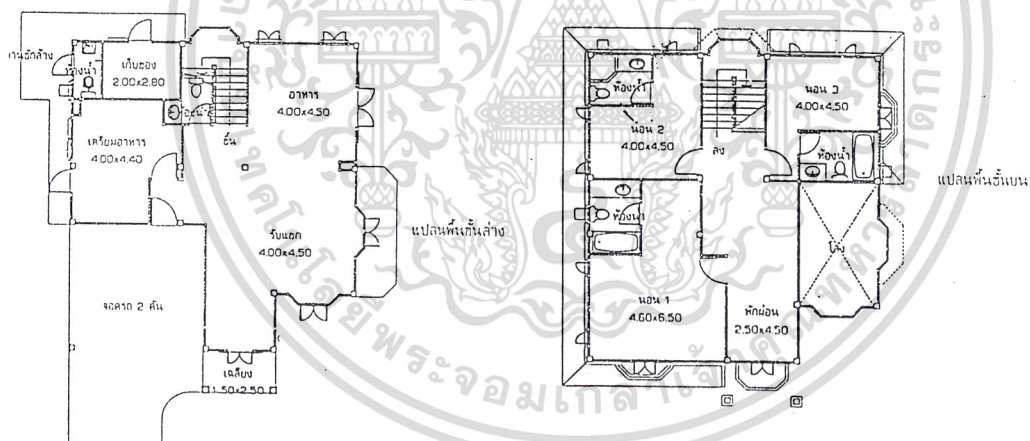 เก็บของ
2.00x2.80
ห้องน้ำ
อาหาร
4.00x4.50
เตรียมอาหาร
4.00x4.40
ขึ้น
รับแขก
4.00x4.50
จอดรถ 2 คัน
เฉลียง
1.50x2.50
แปลนพื้นชั้นล่าง
ห้องน้ำ
นอน 2
4.00x4.50
ลง
นอน 3
4.00x4.50
ห้องน้ำ
ห้องน้ำ
โล่ง
นอน 1
4.60x6.50
พักผ่อน
2.50x4.50
แปลนพื้นชั้นบน